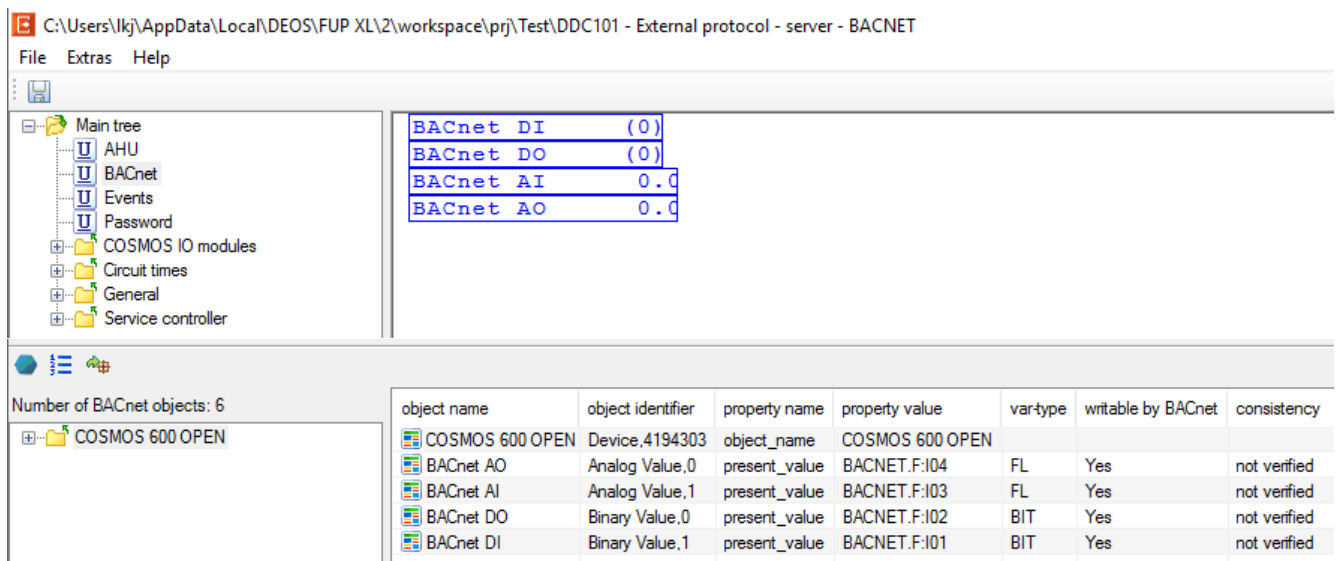 C:\Users\lkj\AppData\Local\DEOS\FUP XL\2\workspace\prj\Test\DDC101 - External protocol - server - BACNET
File Extras Help
Main tree
AHU
BACnet
Events
Password
COSMOS IO modules
Circuit times
General
Service controller
BACnet DI (0)
BACnet DO (0)
BACnet AI 0.0
BACnet AO 0.0
Number of BACnet objects: 6
COSMOS 600 OPEN
object name object identifier property name property value var-type writable by BACnet consistency
COSMOS 600 OPEN Device,4194303 object_name COSMOS 600 OPEN
BACnet AO Analog Value,0 present_value BACNET.F:I04 FL Yes not verified
BACnet AI Analog Value,1 present_value BACNET.F:I03 FL Yes not verified
BACnet DO Binary Value,0 present_value BACNET.F:I02 BIT Yes not verified
BACnet DI Binary Value,1 present_value BACNET.F:I01 BIT Yes not verified